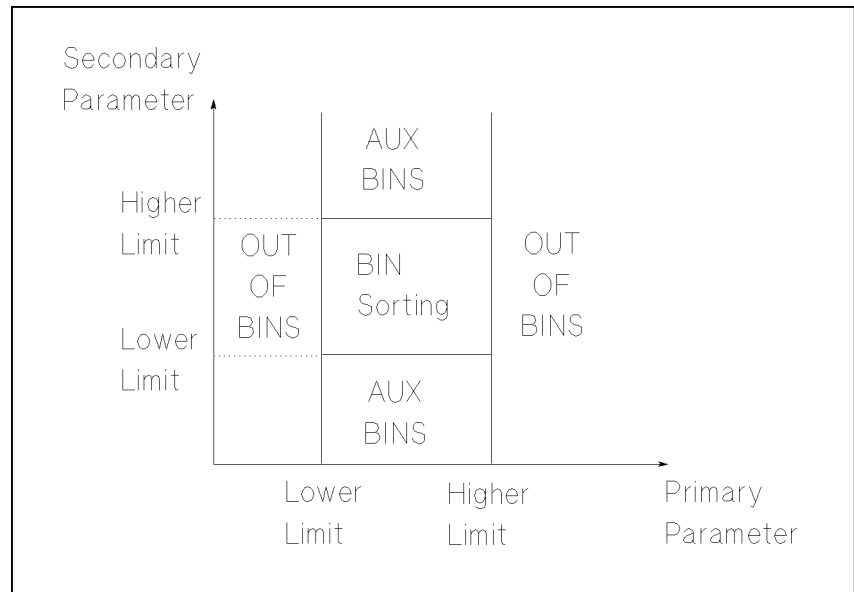 Secondary
Parameter
AUX
BINS
Higher
Limit
OUT
OF
BINS
BIN
Sorting
OUT
OF
BINS
Lower
Limit
AUX
BINS
Lower
Limit
Higher
Limit
Primary
Parameter